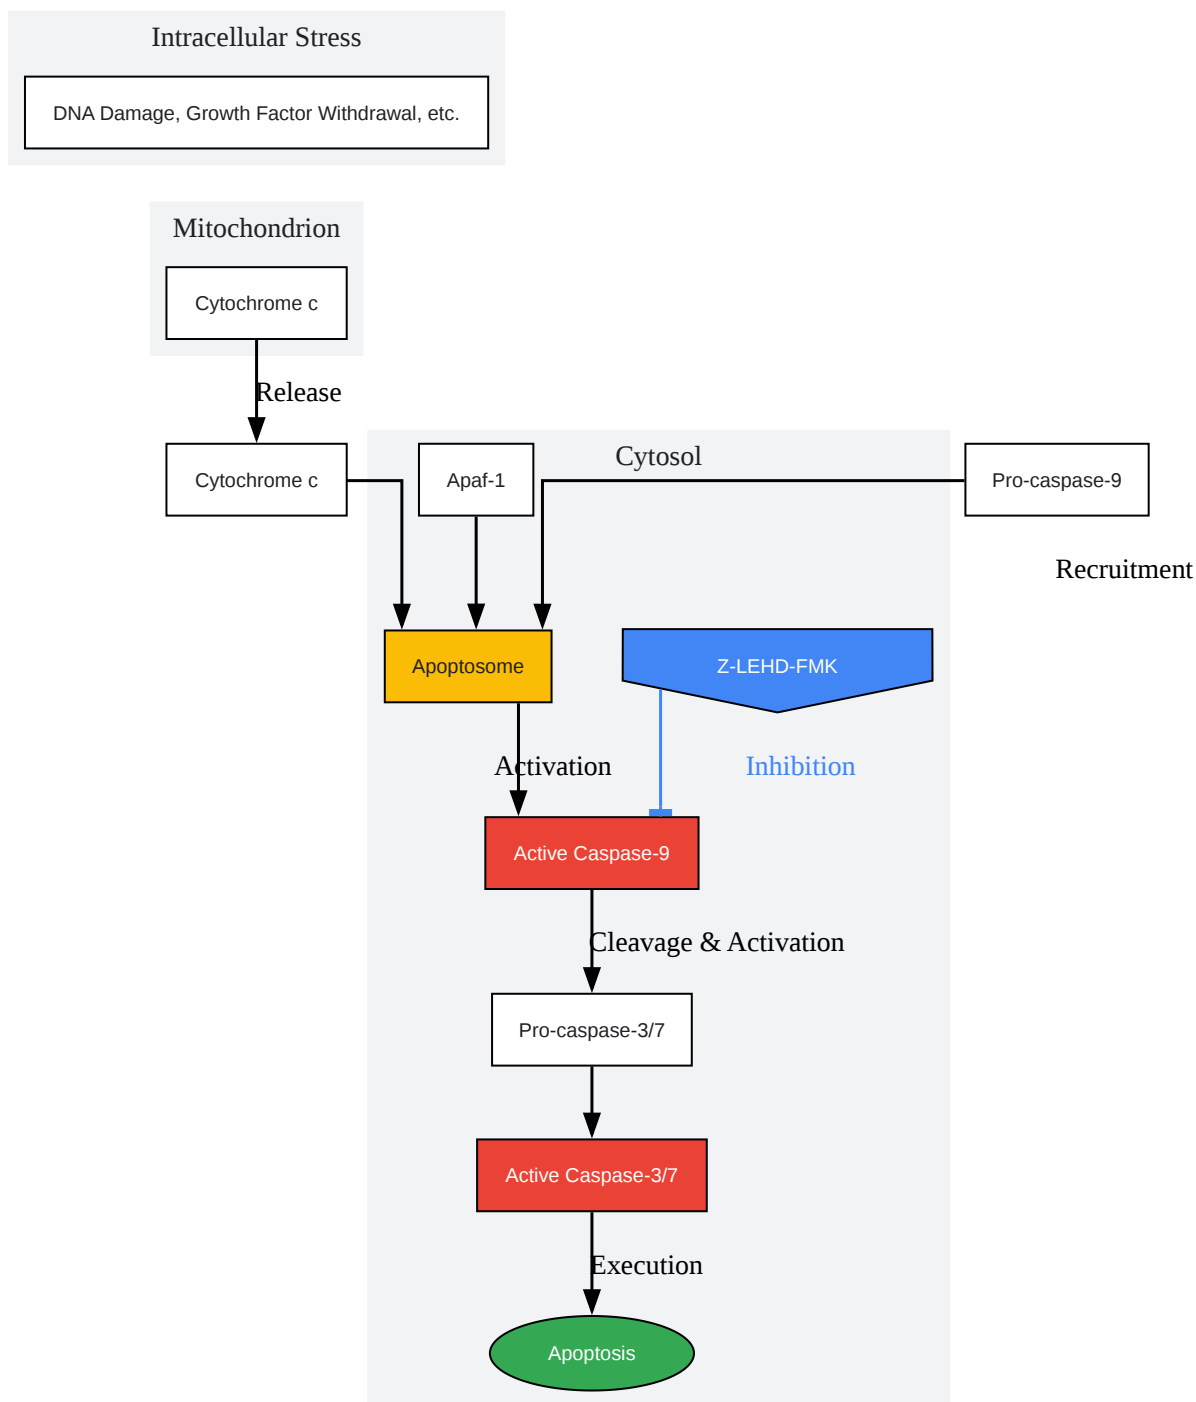 Intracellular Stress
DNA Damage, Growth Factor Withdrawal, etc.
Mitochondrion
Cytochrome c
Release
Cytosol
Cytochrome c
Apaf-1
Pro-caspase-9
Recruitment
Apoptosome
Z-LEHD-FMK
Activation
Inhibition
Active Caspase-9
Cleavage & Activation
Pro-caspase-3/7
Active Caspase-3/7
Execution
Apoptosis